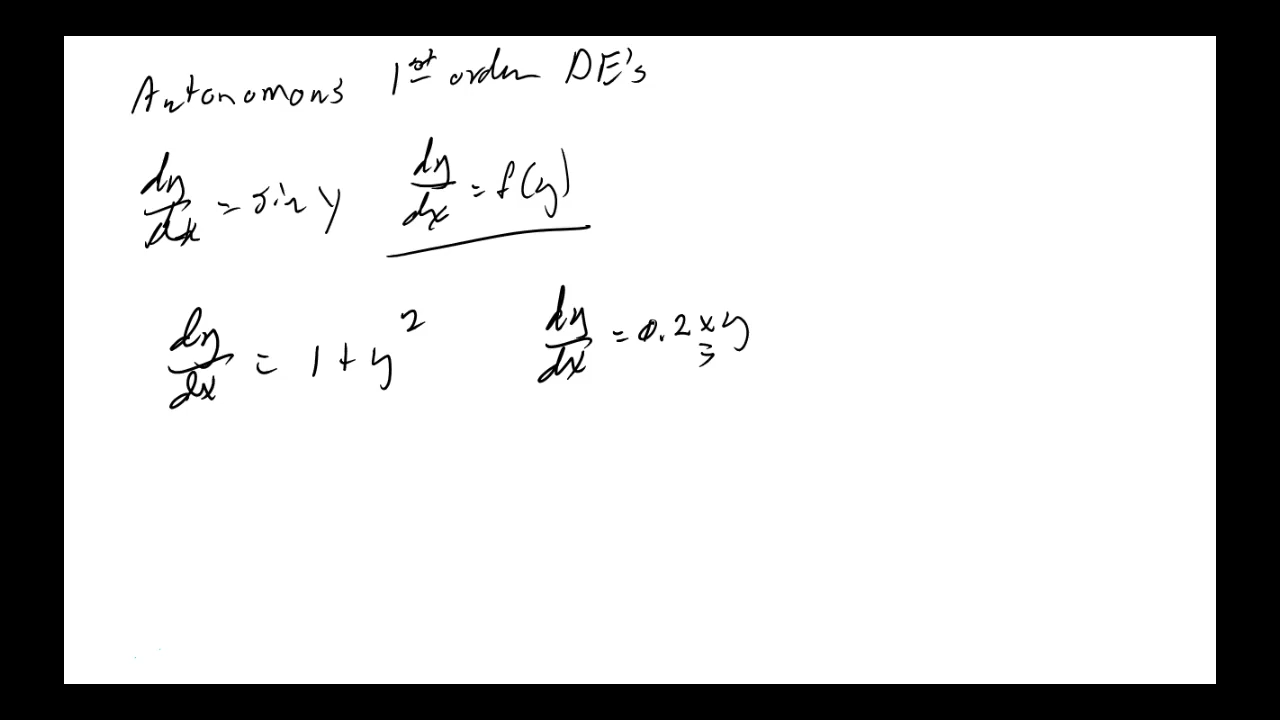 Autonomous 1st order DE's
dy/dx = sin y dy/dx = f(y)
dy/dx = 1 + y² dy/dx = 0.2xy